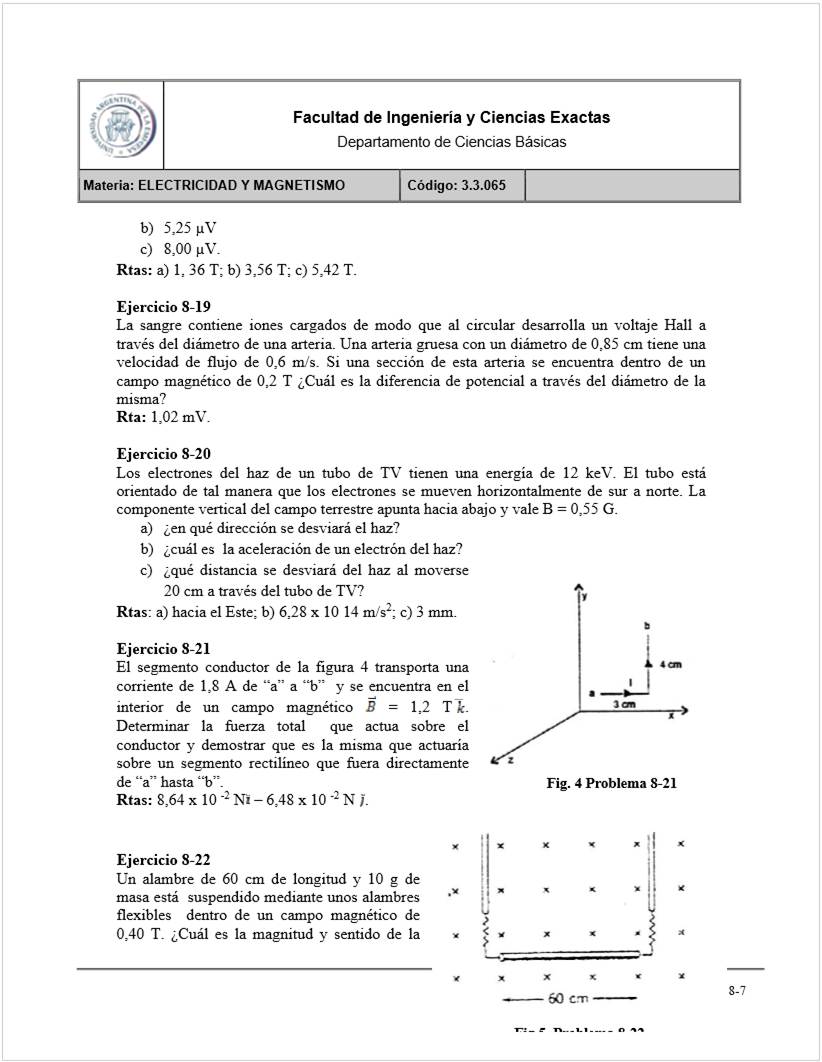 UNIVERSIDAD ARGENTINA DE LA EMPRESA
Facultad de Ingeniería y Ciencias Exactas
Departamento de Ciencias Básicas
Materia: ELECTRICIDAD Y MAGNETISMO
Código: 3.3.065
b) 5,25 µV
c) 8,00 µV.
Rtas: a) 1, 36 T; b) 3,56 T; c) 5,42 T.
Ejercicio 8-19
La sangre contiene iones cargados de modo que al circular desarrolla un voltaje Hall a
través del diámetro de una arteria. Una arteria gruesa con un diámetro de 0,85 cm tiene una
velocidad de flujo de 0,6 m/s. Si una sección de esta arteria se encuentra dentro de un
campo magnético de 0,2 T ¿Cuál es la diferencia de potencial a través del diámetro de la
misma?
Rta: 1,02 mV.
Ejercicio 8-20
Los electrones del haz de un tubo de TV tienen una energía de 12 keV. El tubo está
orientado de tal manera que los electrones se mueven horizontalmente de sur a norte. La
componente vertical del campo terrestre apunta hacia abajo y vale B = 0,55 G.
a) ¿en qué dirección se desviará el haz?
b) ¿cuál es la aceleración de un electrón del haz?
c) ¿qué distancia se desviará del haz al moverse
20 cm a través del tubo de TV?
Rtas: a) hacia el Este; b) 6,28 x 10 14 m/s²; c) 3 mm.
Ejercicio 8-21
El segmento conductor de la figura 4 transporta una
corriente de 1,8 A de “a” a “b” y se encuentra en el
interior de un campo magnético B⃗ = 1,2 T k̆.
Determinar la fuerza total que actua sobre el
conductor y demostrar que es la misma que actuaría
sobre un segmento rectilíneo que fuera directamente
de “a” hasta “b”.
Rtas: 8,64 x 10 ⁻² N ĭ – 6,48 x 10 ⁻² N j̆.
y
b
4 cm
I
a
3 cm
x
z
Fig. 4 Problema 8-21
Ejercicio 8-22
Un alambre de 60 cm de longitud y 10 g de
masa está suspendido mediante unos alambres
flexibles dentro de un campo magnético de
0,40 T. ¿Cuál es la magnitud y sentido de la
x x x x x x
x x x x x x
x x x x x x
x x x x x x
60 cm
Fig 5 Problema 8-22
8-7